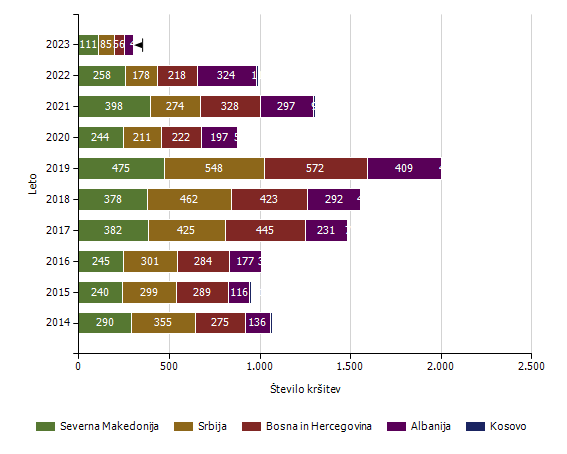 2023 111 85 56
2022 258 178 218 324
2021 398 274 328 297
2020 244 211 222 197
2019 475 548 572 409
2018 378 462 423 292
2017 382 425 445 231
2016 245 301 284 177
2015 240 299 289 116
2014 290 355 275 136
Leto
0 500 1.000 1.500 2.000 2.500
Število kršitev
Severna Makedonija Srbija Bosna in Hercegovina Albanija Kosovo